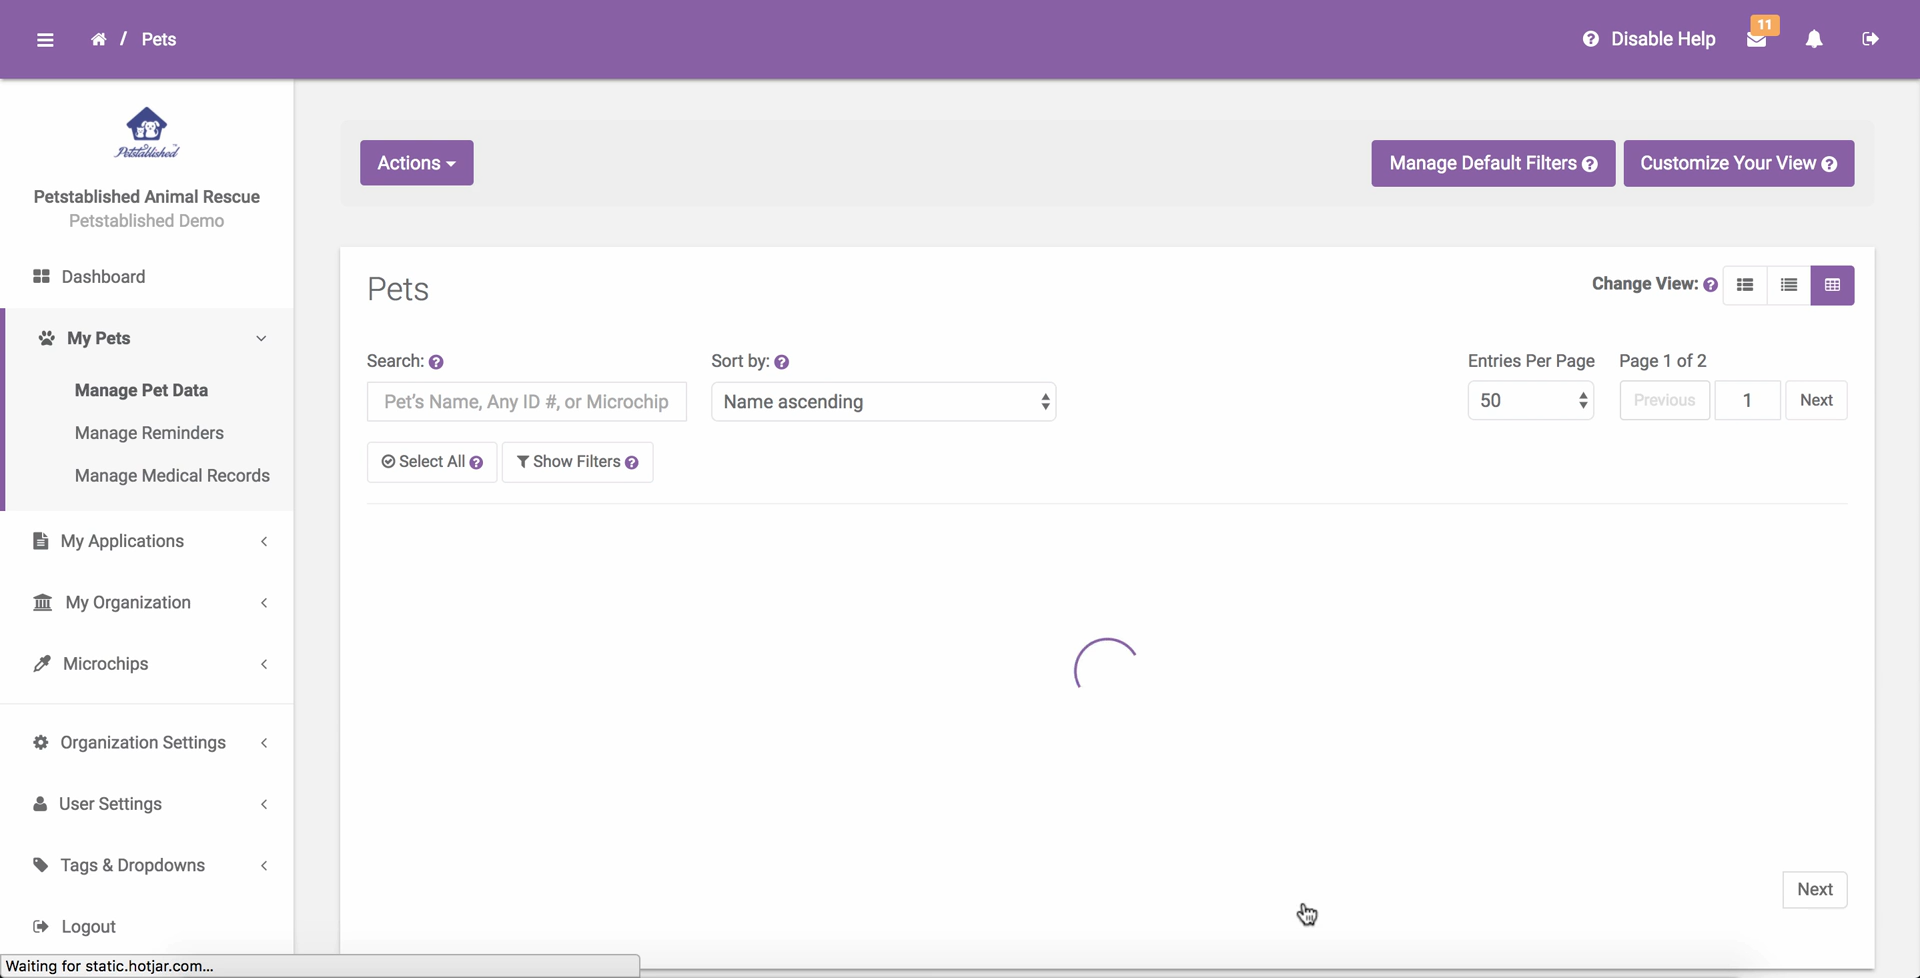 / Pets
Disable Help
11
Petstablished
Petstablished Animal Rescue
Petstablished Demo
Dashboard
My Pets
Manage Pet Data
Manage Reminders
Manage Medical Records
My Applications
My Organization
Microchips
Organization Settings
User Settings
Tags & Dropdowns
Logout
Actions
Manage Default Filters
Customize Your View
Pets
Change View:
Search:
Pet's Name, Any ID #, or Microchip
Sort by:
Name ascending
Entries Per Page
50
Page 1 of 2
Previous
1
Next
Select All
Show Filters
Next
Waiting for static.hotjar.com...